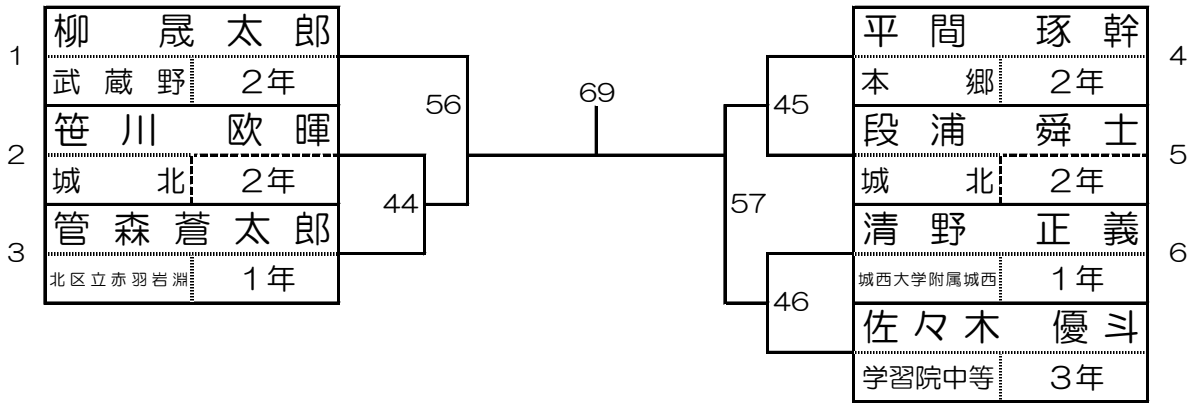 1
柳 晟太郎
武蔵野 2年
2
笹川 欧暉
城北 2年
3
管森蒼太郎
北区立赤羽岩淵 1年
56
44
69
45
57
46
平間 琢幹
4
本郷 2年
段浦 舜士
5
城北 2年
清野 正義
6
城西大学附属城西 1年
佐々木 優斗
学習院中等 3年